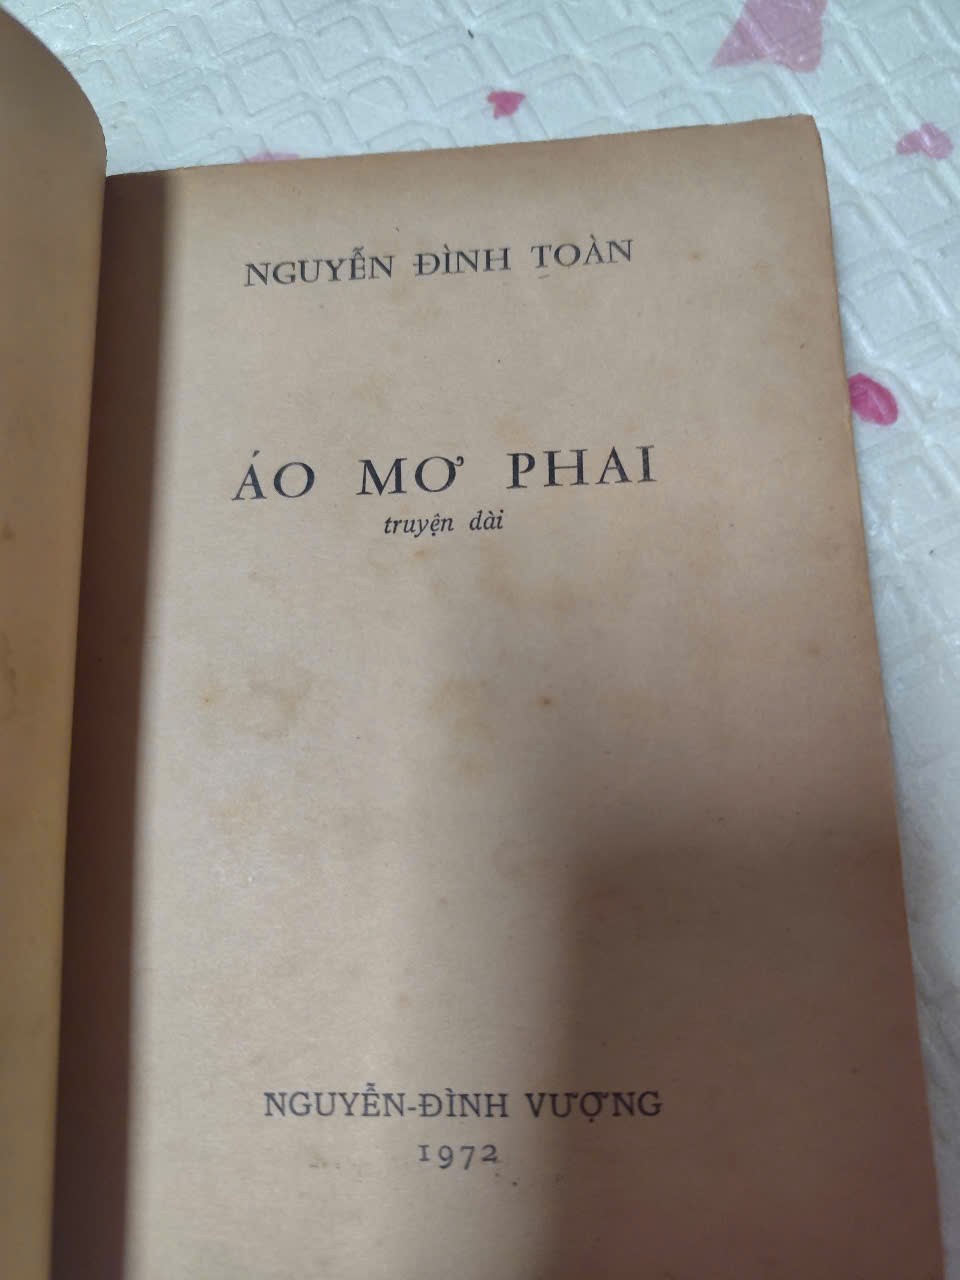 NGUYỄN ĐÌNH TOÀN
ÁO MƠ PHAI
truyện dài
NGUYỄN-ĐÌNH VƯỢNG
1972